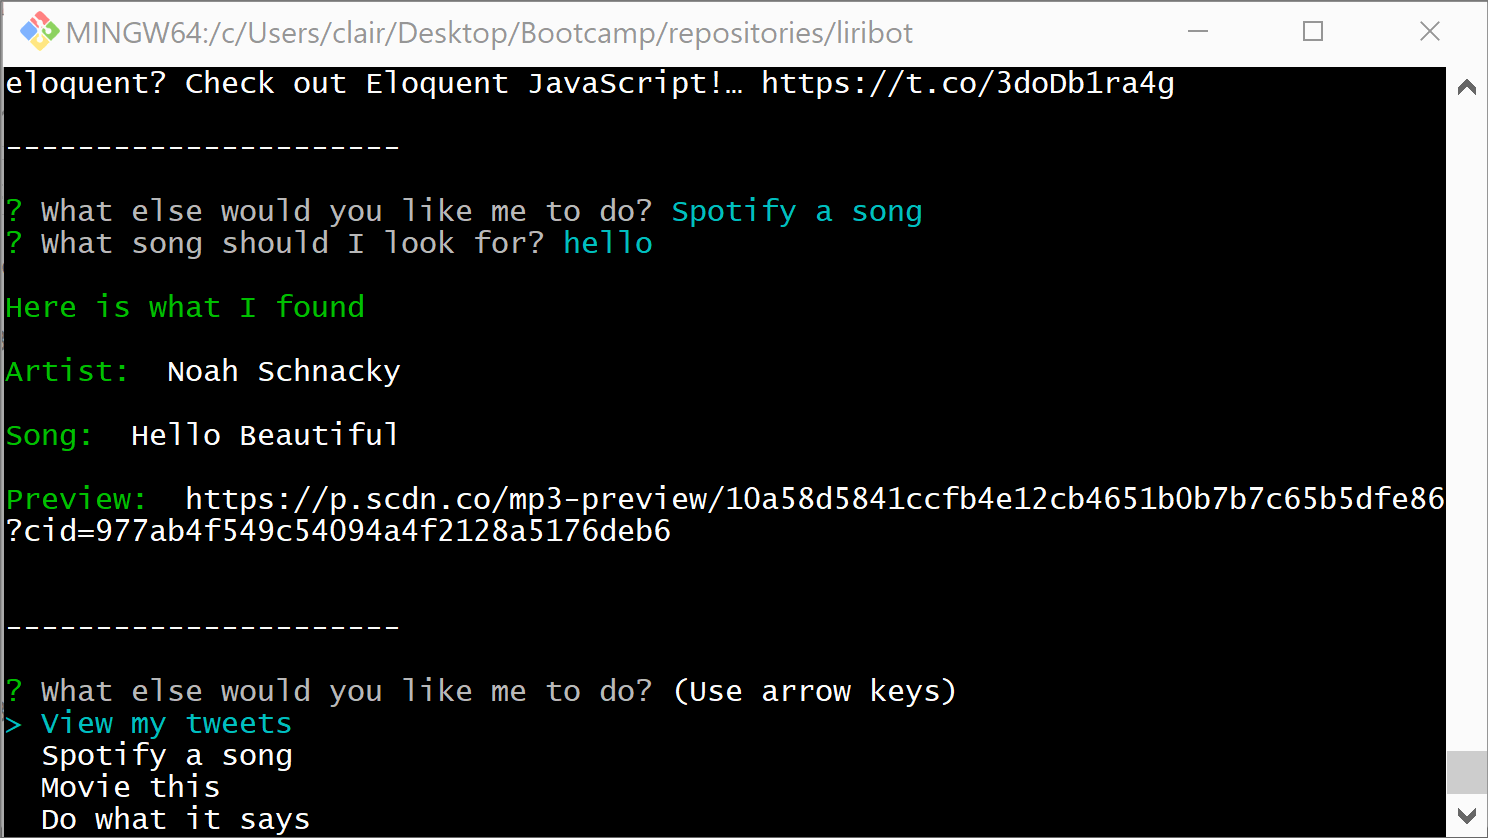 MINGW64:/c/Users/clair/Desktop/Bootcamp/repositories/liribot
eloquent? Check out Eloquent JavaScript!… https://t.co/3doDb1ra4g
----------------------
? What else would you like me to do? Spotify a song
? What song should I look for? hello
Here is what I found
Artist:  Noah Schnacky
Song:  Hello Beautiful
Preview:  https://p.scdn.co/mp3-preview/10a58d5841ccfb4e12cb4651b0b7b7c65b5dfe86
?cid=977ab4f549c54094a4f2128a5176deb6
----------------------
? What else would you like me to do? (Use arrow keys)
> View my tweets
  Spotify a song
  Movie this
  Do what it says